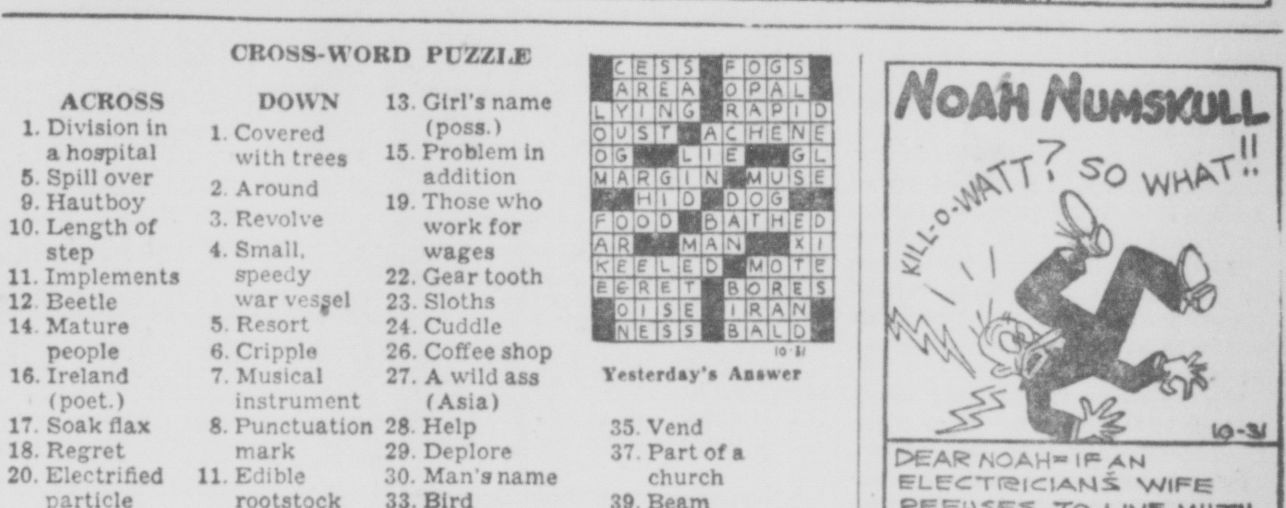 CROSS-WORD PUZZLE
ACROSS
1. Division in
a hospital
5. Spill over
9. Hautboy
10. Length of
step
11. Implements
12. Beetle
14. Mature
people
16. Ireland
(poet.)
17. Soak flax
18. Regret
20. Electrified
particle
DOWN
1. Covered
with trees
2. Around
3. Revolve
4. Small,
speedy
war vessel
5. Resort
6. Cripple
7. Musical
instrument
8. Punctuation
mark
11. Edible
rootstock
13. Girl's name
(poss.)
15. Problem in
addition
19. Those who
work for
wages
22. Gear tooth
23. Sloths
24. Cuddle
26. Coffee shop
27. A wild ass
(Asia)
28. Help
29. Deplore
30. Man's name
33. Bird
CESS FOGS
AREA OPAL
LYING RAPID
OUST ACHENE
OG LIE GL
MARGIN MUSE
HID DOG
FOOD BATHED
AR MAN XI
KEELED MOTE
EGRET BORES
OISE IRAN
NESS BALD
10-31
Yesterday's Answer
35. Vend
37. Part of a
church
39. Beam
NOAH NUMSKULL
KILL-O-WATT? SO WHAT!!
10-31
DEAR NOAH=IF AN
ELECTRICIANS WIFE
REFUSES TO LIVE WITH